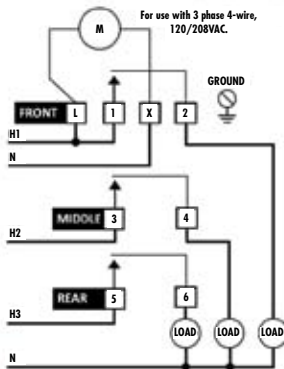 For use with 3 phase 4-wire,
120/208VAC.
M
GROUND
FRONT L 1 X 2
H1
N
MIDDLE 3 4
H2
REAR 5 6
H3
LOAD LOAD LOAD
N